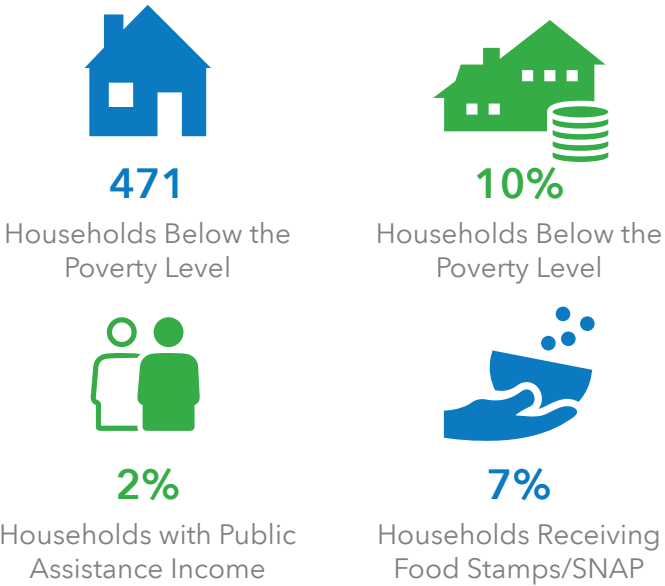 471
Households Below the
Poverty Level
10%
Households Below the
Poverty Level
2%
Households with Public
Assistance Income
7%
Households Receiving
Food Stamps/SNAP